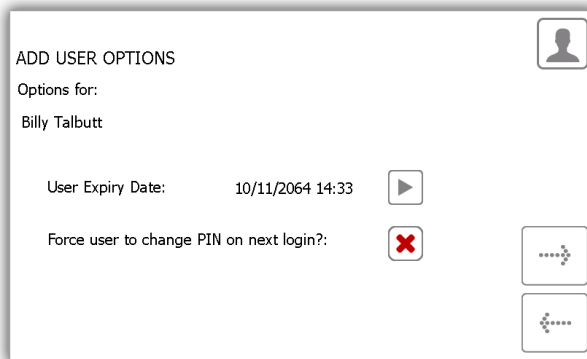 ADD USER OPTIONS
Options for:
Billy Talbutt
User Expiry Date: 10/11/2064 14:33
Force user to change PIN on next login?: